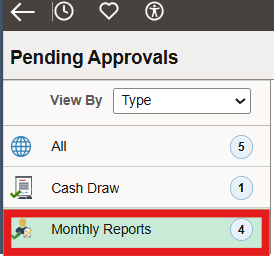 Pending Approvals
View By Type
All 5
Cash Draw 1
Monthly Reports 4